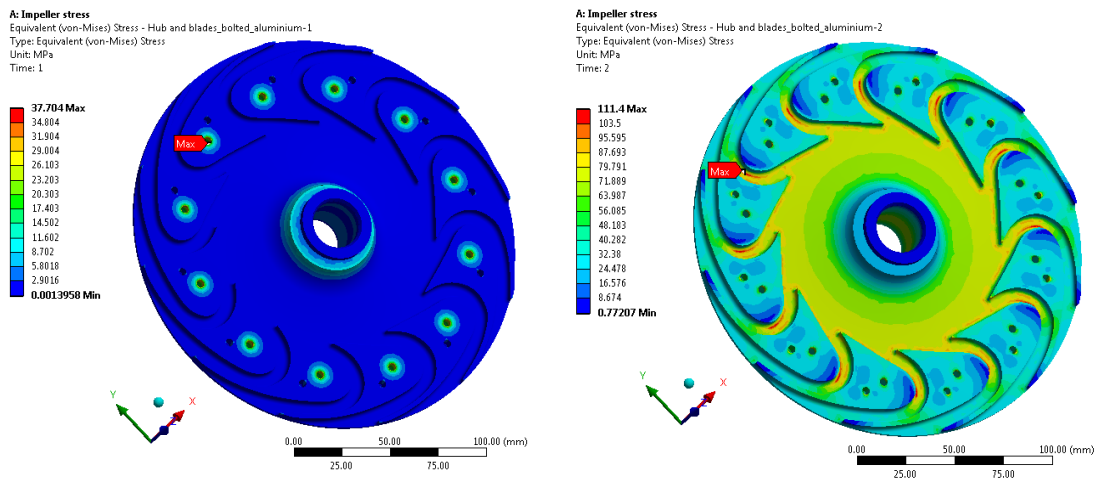 A: Impeller stress
Equivalent (von-Mises) Stress - Hub and blades_bolted_aluminium-1
Type: Equivalent (von-Mises) Stress
Unit: MPa
Time: 1
37.704 Max
34.804
31.904
29.004
26.103
23.203
20.303
17.403
14.502
11.602
8.702
5.8018
2.9016
0.0013958 Min
Max
Y
X
Z
0.00
50.00
100.00 (mm)
25.00
75.00
A: Impeller stress
Equivalent (von-Mises) Stress - Hub and blades_bolted_aluminium-2
Type: Equivalent (von-Mises) Stress
Unit: MPa
Time: 2
111.4 Max
103.5
95.595
87.693
79.791
71.889
63.987
56.085
48.183
40.282
32.38
24.478
16.576
8.674
0.77207 Min
Max
Y
X
Z
0.00
50.00
100.00 (mm)
25.00
75.00